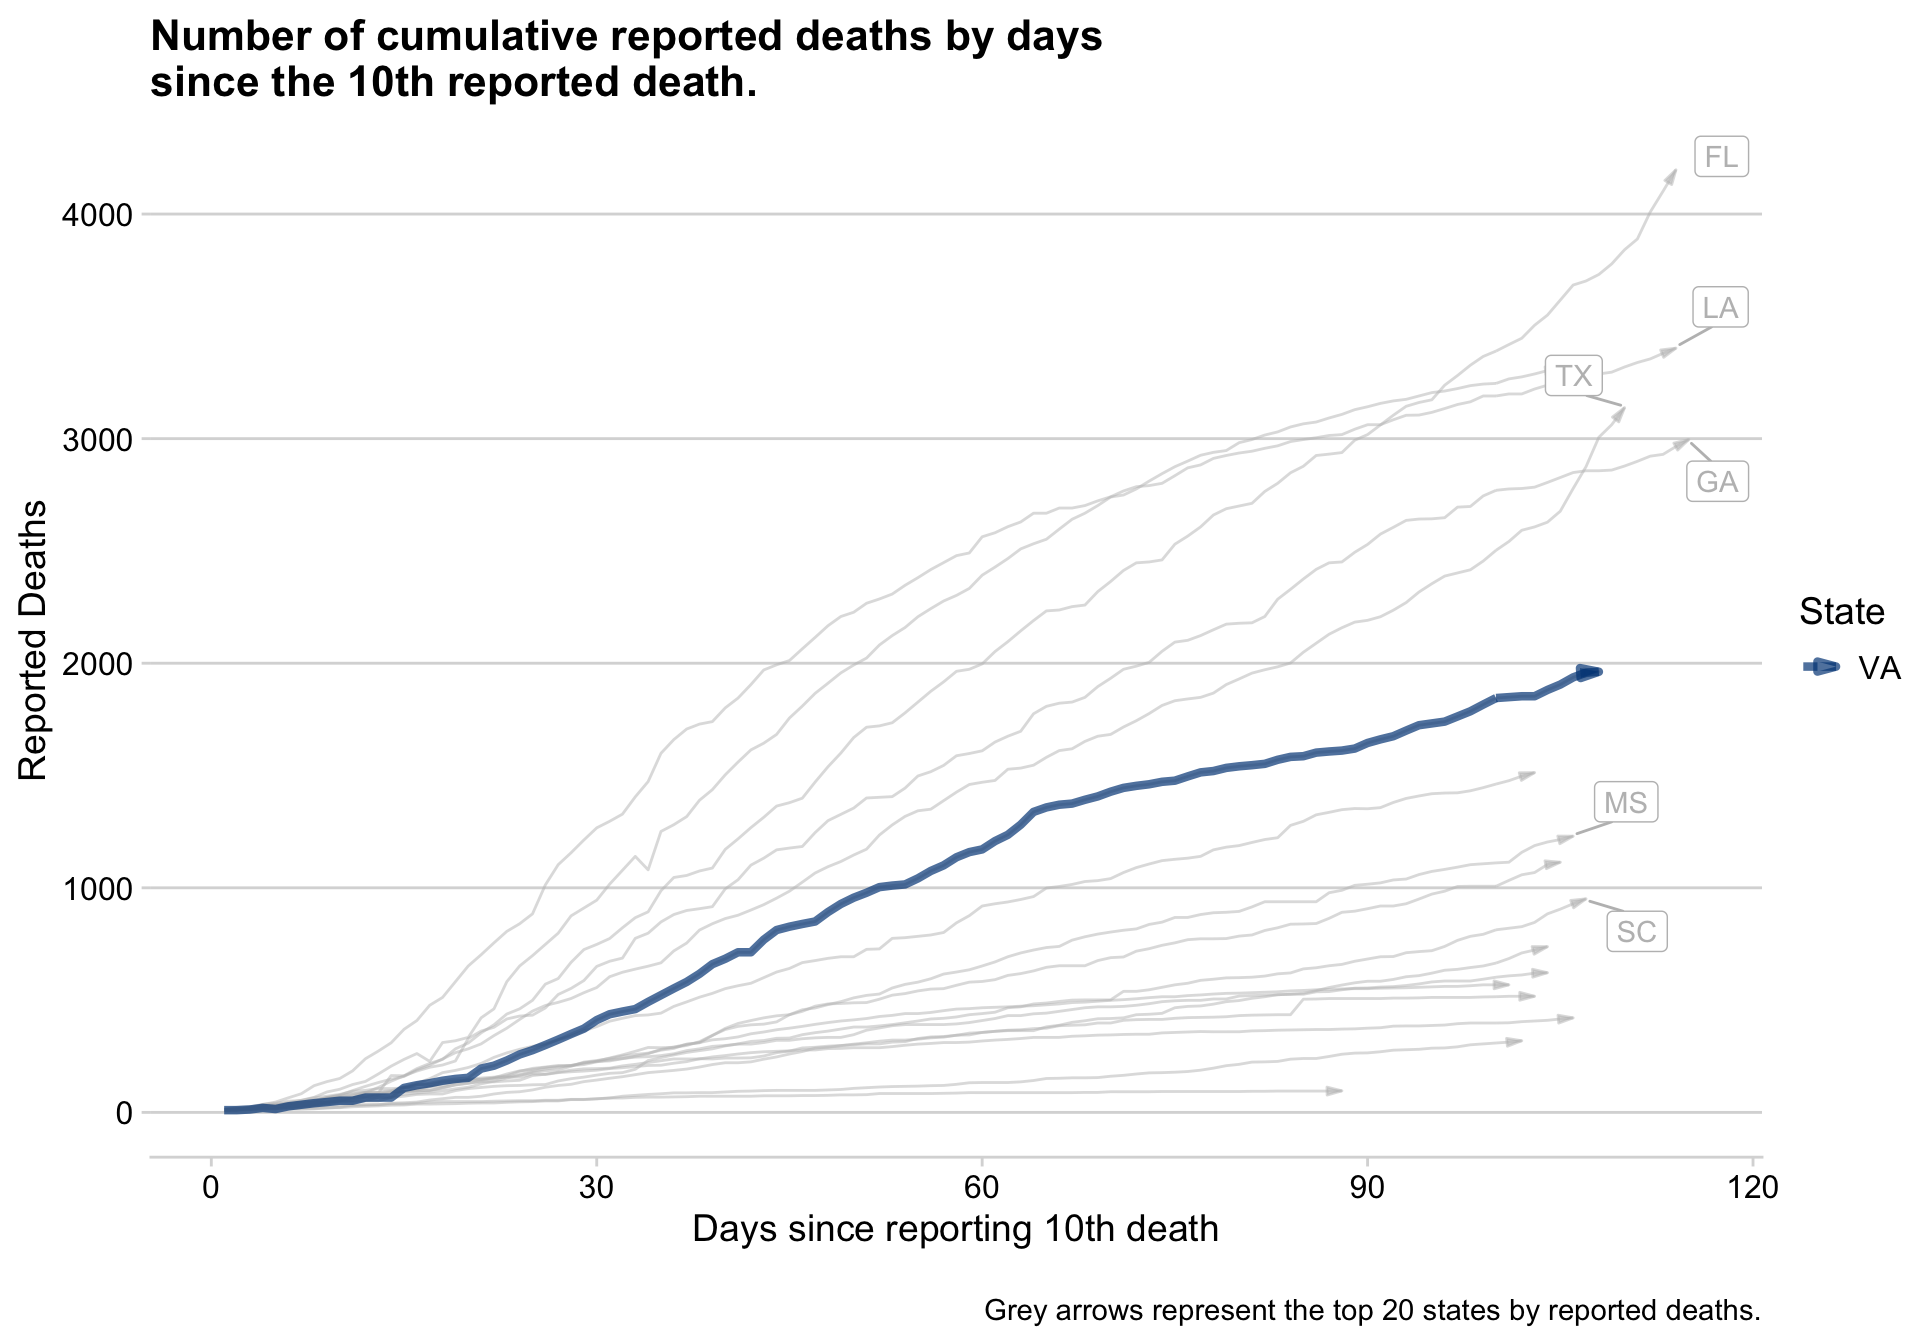 Number of cumulative reported deaths by days
since the 10th reported death.
FL
4000
LA
TX
3000
GA
Reported Deaths
State
2000
VA
MS
1000
SC
0
0 30 60 90 120
Days since reporting 10th death
Grey arrows represent the top 20 states by reported deaths.